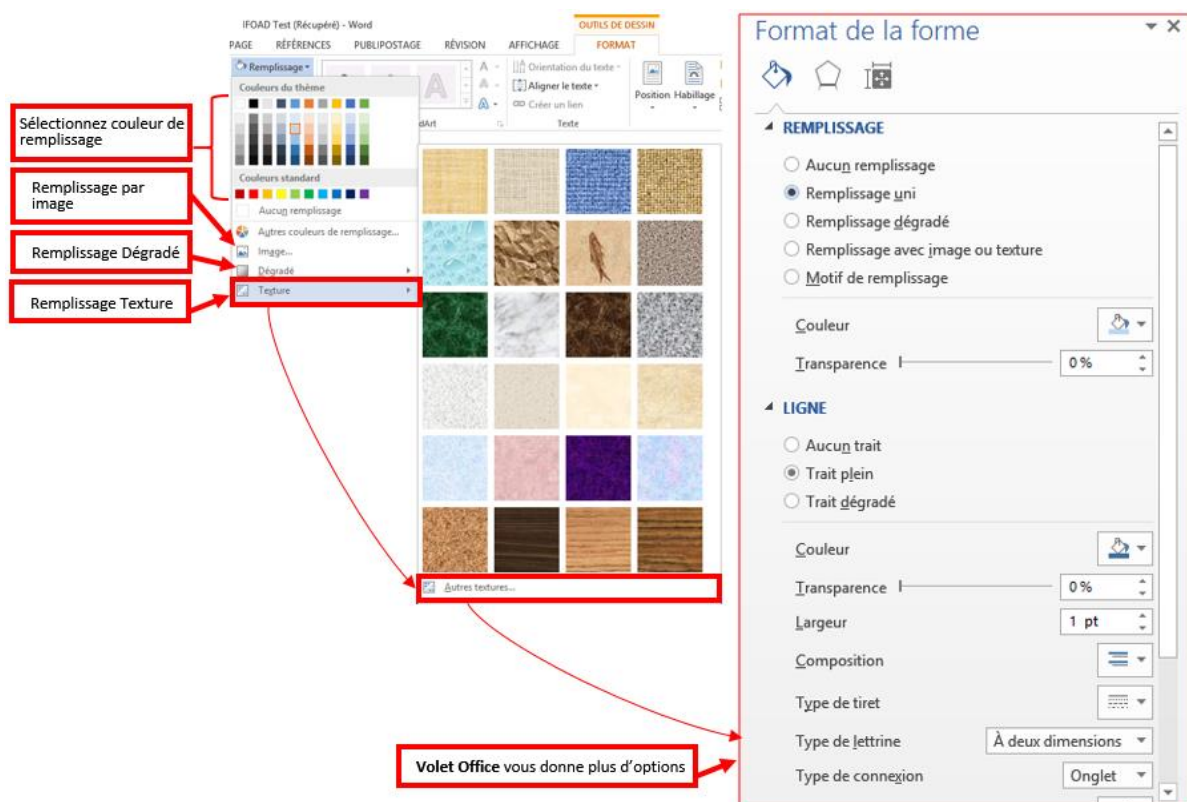 IFOAD Test (Récupéré) - Word
OUTILS DE DESSIN
PAGE RÉFÉRENCES PUBLIPOSTAGE RÉVISION AFFICHAGE FORMAT
Remplissage
Orientation du texte
Aligner le texte
Créer un lien
Position Habillage
Texte
Couleurs du thème
Couleurs standard
Aucun remplissage
Autres couleurs de remplissage...
Image...
Dégradé
Texture
Autres textures...
Sélectionnez couleur de
remplissage
Remplissage par
image
Remplissage Dégradé
Remplissage Texture
Volet Office vous donne plus d'options
Format de la forme
REMPLISSAGE
Aucun remplissage
Remplissage uni
Remplissage dégradé
Remplissage avec image ou texture
Motif de remplissage
Couleur
Transparence 0 %
LIGNE
Aucun trait
Trait plein
Trait dégradé
Couleur
Transparence 0 %
Largeur 1 pt
Composition
Type de tiret
Type de lettrine À deux dimensions
Type de connexion Onglet